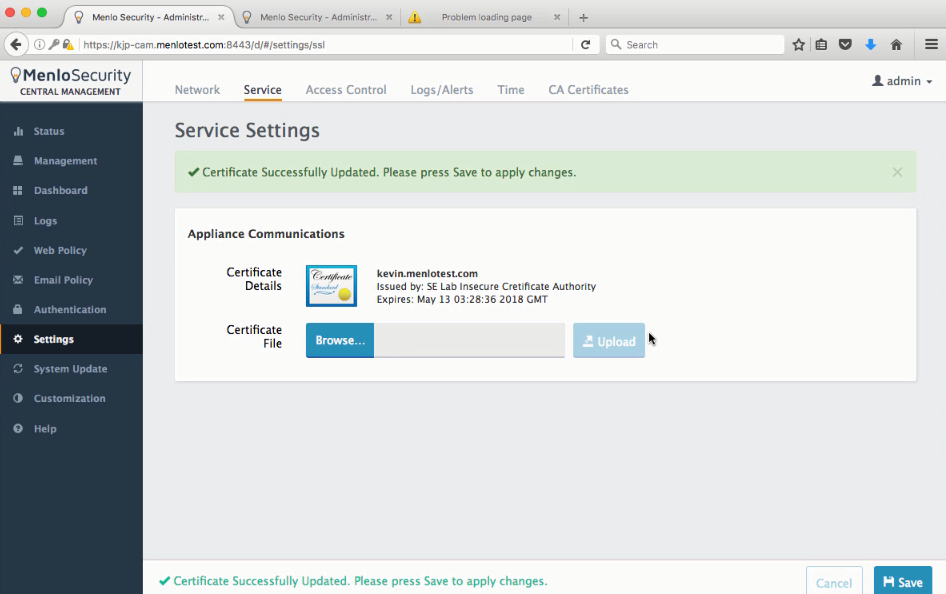 Menlo Security - Administr...
Menlo Security - Administr...
Problem loading page
https://kjp-cam.menlotest.com:8443/d/#/settings/ssl
Search
MenloSecurity
CENTRAL MANAGEMENT
Network
Service
Access Control
Logs/Alerts
Time
CA Certificates
admin
Status
Management
Dashboard
Logs
Web Policy
Email Policy
Authentication
Settings
System Update
Customization
Help
Service Settings
Certificate Successfully Updated. Please press Save to apply changes.
Appliance Communications
Certificate
Details
Certificate
Standard
kevin.menlotest.com
Issued by: SE Lab Insecure Cretificate Authority
Expires: May 13 03:28:36 2018 GMT
Certificate
File
Browse...
Upload
Certificate Successfully Updated. Please press Save to apply changes.
Cancel
Save